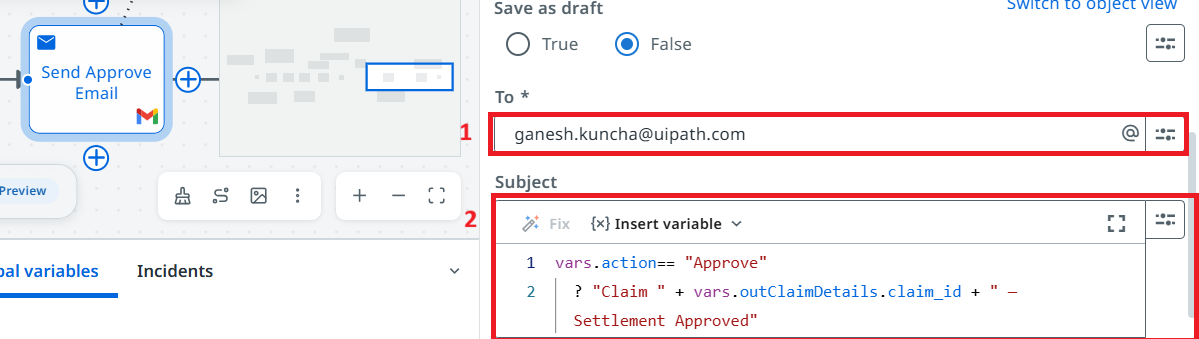 Save as draft
Switch to object view
True
False
Send Approve
Email
To *
1
ganesh.kuncha@uipath.com
@
Subject
Preview
2
Fix
{x} Insert variable
bal variables
Incidents
1 vars.action== "Approve"
2 ? "Claim " + vars.outClaimDetails.claim_id + " –
Settlement Approved"